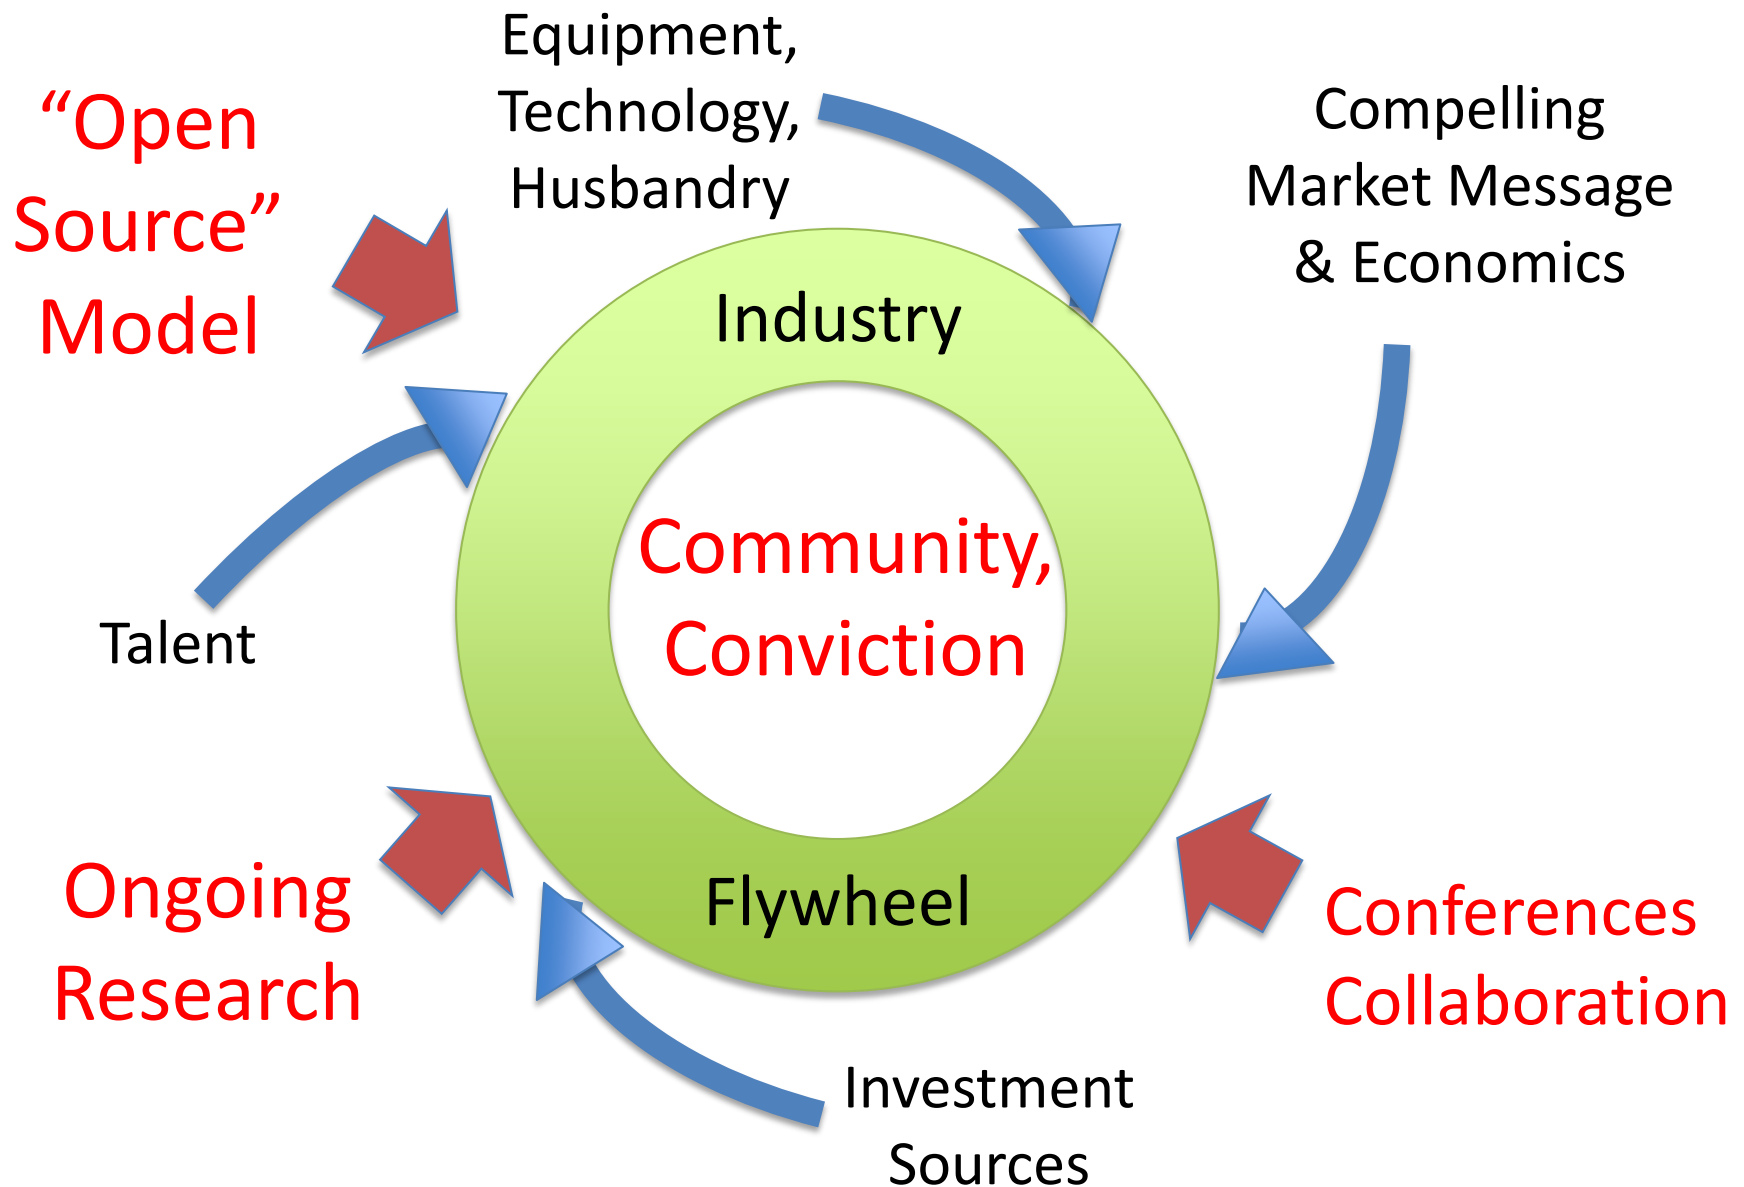 Equipment,
Technology,
Husbandry
“Open
Source”
Model
Compelling
Market Message
& Economics
Industry
Community,
Conviction
Talent
Flywheel
Ongoing
Research
Conferences
Collaboration
Investment
Sources